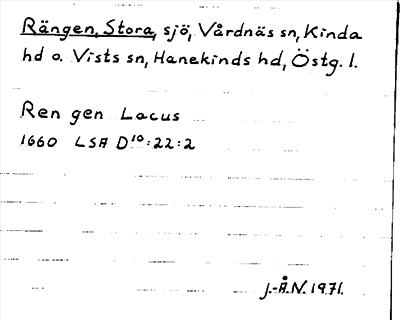 Rängen, Stora, sjö, Vårdnäs sn, Kinda
hd o. Vists sn, Hanekinds hd, Östg. l.
Ren gen Lacus
1660 LSA D10:22:2
J.-Å.N. 1971.